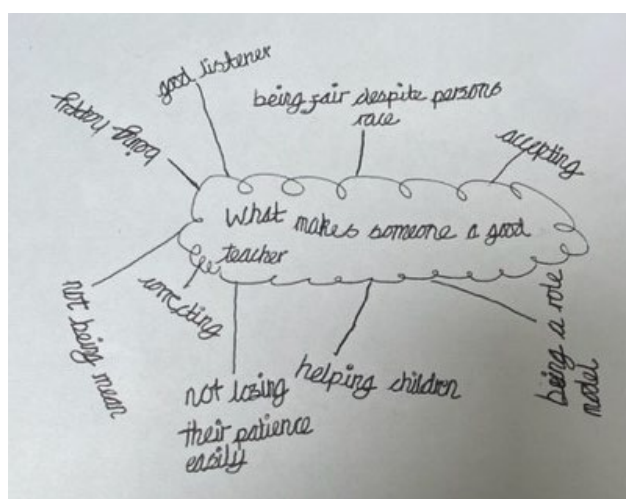 good listener
being fair despite persons
race
accepting
being happy
What makes someone a good
teacher
correcting
not being mean
not losing
their patience
easily
helping children
being a role
model